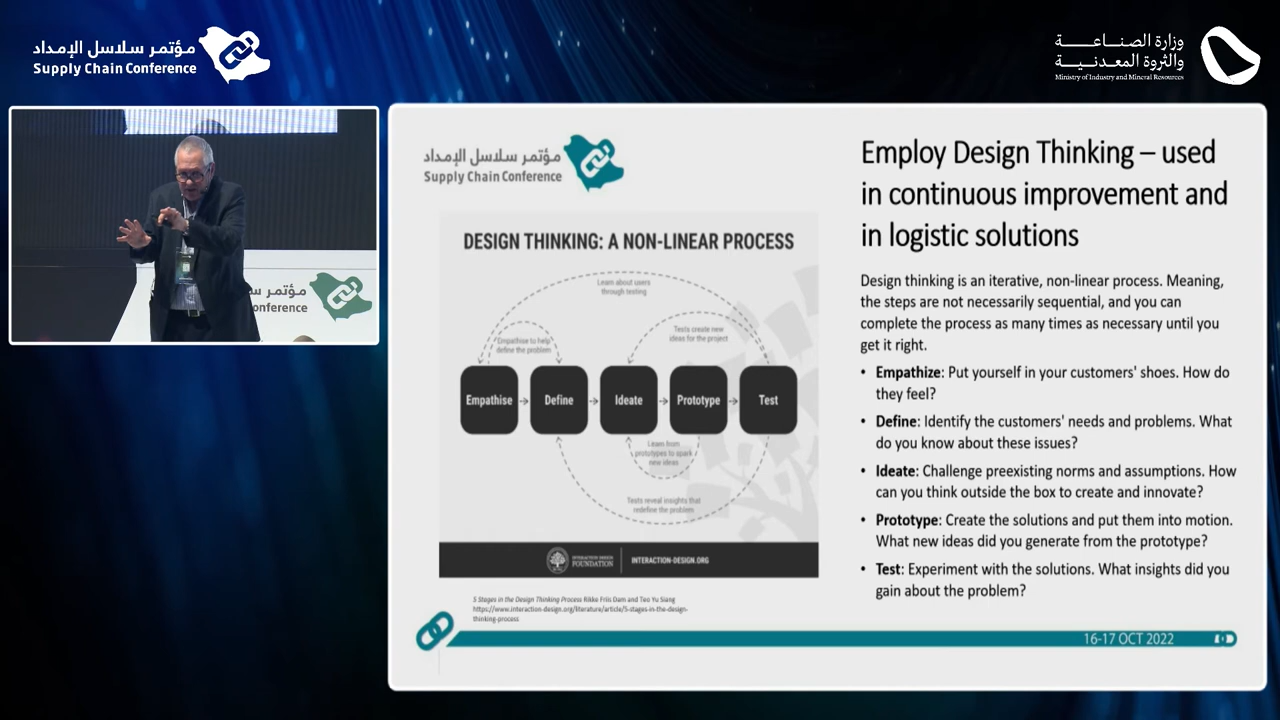 مؤتمر سلاسل الإمداد
Supply Chain Conference
وزارة الصناعة
والثروة المعدنية
Ministry of Industry and Mineral Resources
مؤتمر س
onference
مؤتمر سلاسل الإمداد
Supply Chain Conference
DESIGN THINKING: A NON-LINEAR PROCESS
Learn about users
through testing
Empathise to help
define the problem
Tests create new
ideas for the project
Empathise
Define
Ideate
Prototype
Test
Learn from
prototypes to spark
new ideas
Tests reveal insights that
redefine the problem
INTERACTION DESIGN
FOUNDATION
INTERACTION-DESIGN.ORG
5 Stages in the Design Thinking Process Rikke Friis Dam and Teo Yu Siang
https://www.interaction-design.org/literature/article/5-stages-in-the-design-
thinking-process
Employ Design Thinking – used
in continuous improvement and
in logistic solutions
Design thinking is an iterative, non-linear process. Meaning,
the steps are not necessarily sequential, and you can
complete the process as many times as necessary until you
get it right.
• Empathize: Put yourself in your customers' shoes. How do
they feel?
• Define: Identify the customers' needs and problems. What
do you know about these issues?
• Ideate: Challenge preexisting norms and assumptions. How
can you think outside the box to create and innovate?
• Prototype: Create the solutions and put them into motion.
What new ideas did you generate from the prototype?
• Test: Experiment with the solutions. What insights did you
gain about the problem?
16-17 OCT 2022